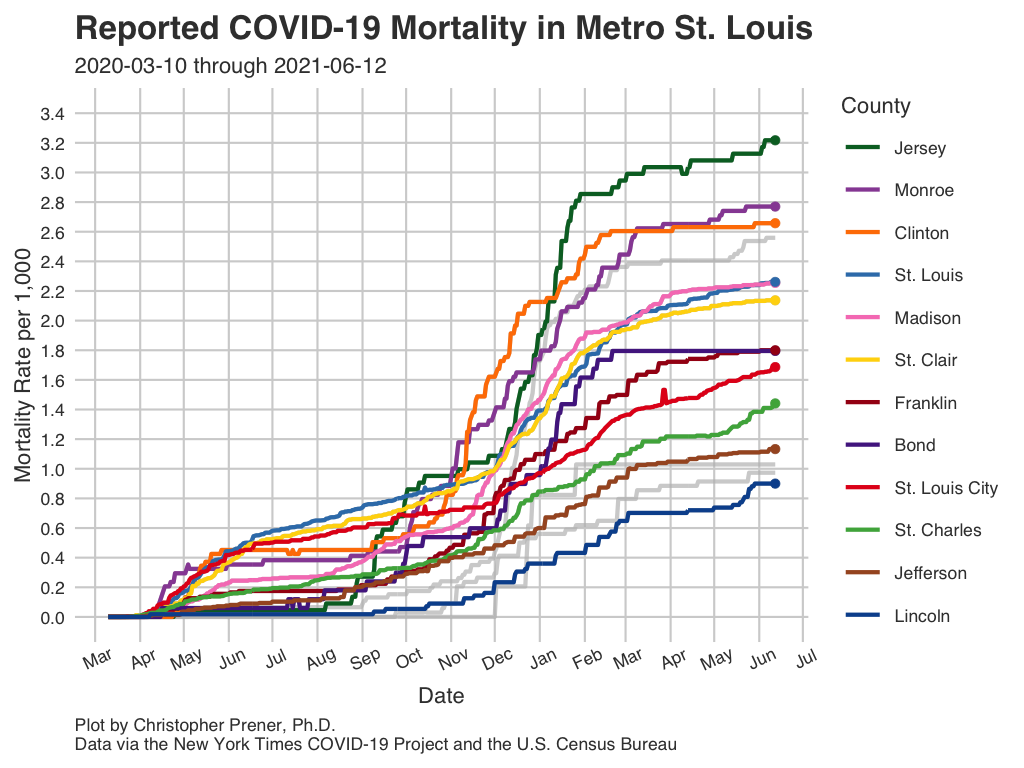 Reported COVID-19 Mortality in Metro St. Louis
2020-03-10 through 2021-06-12
Mortality Rate per 1,000
3.4
3.2
3.0
2.8
2.6
2.4
2.2
2.0
1.8
1.6
1.4
1.2
1.0
0.8
0.6
0.4
0.2
0.0
Mar Apr May Jun Jul Aug Sep Oct Nov Dec Jan Feb Mar Apr May Jun Jul
Date
County
Jersey
Monroe
Clinton
St. Louis
Madison
St. Clair
Franklin
Bond
St. Louis City
St. Charles
Jefferson
Lincoln
Plot by Christopher Prener, Ph.D.
Data via the New York Times COVID-19 Project and the U.S. Census Bureau